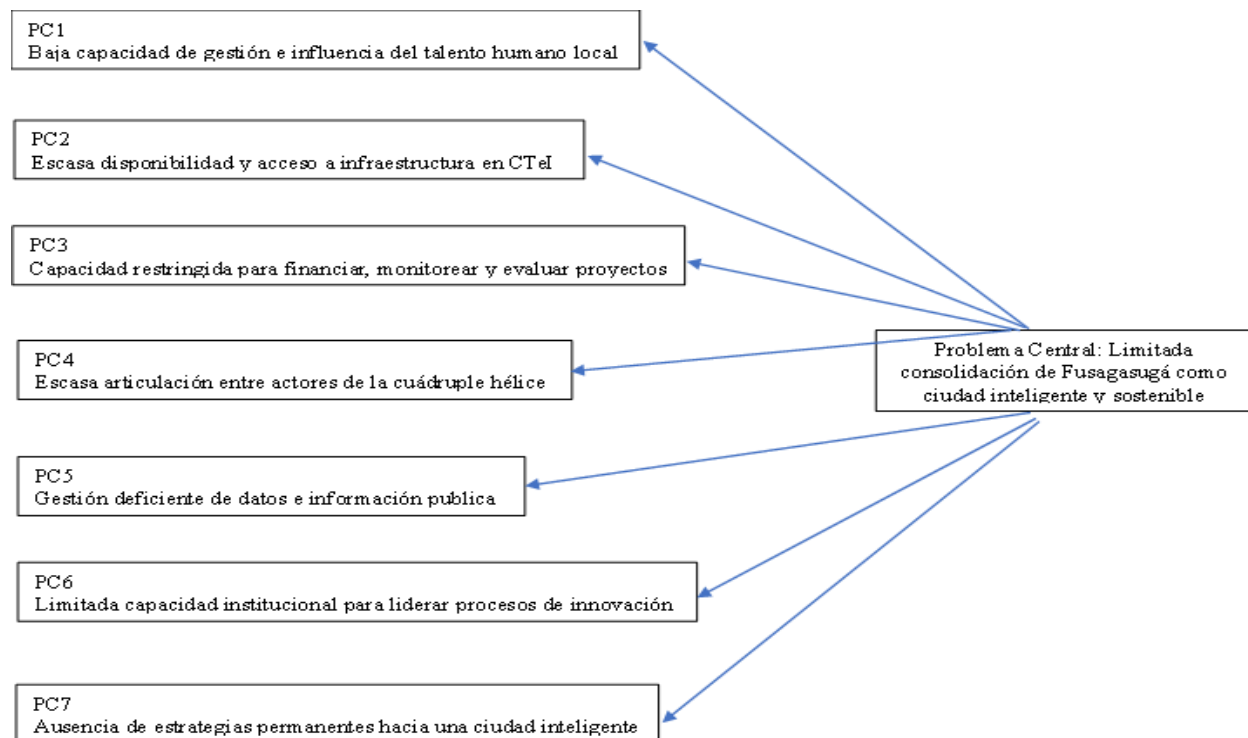 PC1
Baja capacidad de gestión e influencia del talento humano local
PC2
Escasa disponibilidad y acceso a infraestructura en CTeI
PC3
Capacidad restringida para financiar, monitorear y evaluar proyectos
PC4
Escasa articulación entre actores de la cuádruple hélice
PC5
Gestión deficiente de datos e información publica
PC6
Limitada capacidad institucional para liderar procesos de innovación
PC7
Ausencia de estrategias permanentes hacia una ciudad inteligente
Problema Central: Limitada
consolidación de Fusagasugá como
ciudad inteligente y sostenible